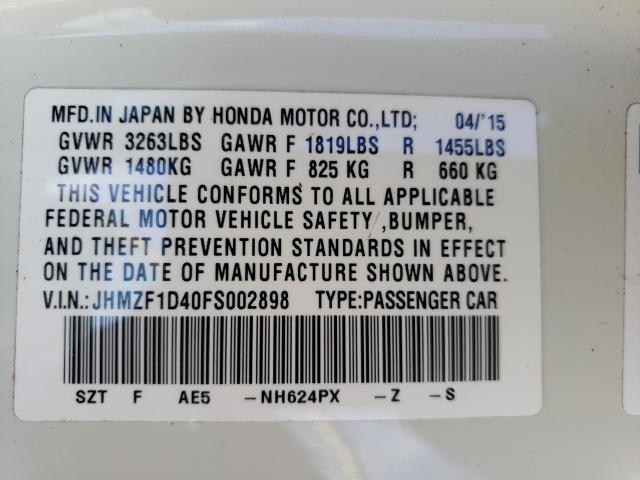 MFD.IN JAPAN BY HONDA MOTOR CO.,LTD; 04/'15
GVWR 3263LBS GAWR F 1819LBS R 1455LBS
GVWR 1480KG GAWR F 825 KG R 660 KG
THIS VEHICLE CONFORMS TO ALL APPLICABLE
FEDERAL MOTOR VEHICLE SAFETY ,BUMPER,
AND THEFT PREVENTION STANDARDS IN EFFECT
ON THE DATE OF MANUFACTURE SHOWN ABOVE.
V.I.N.: JHMZF1D40FS002898 TYPE:PASSENGER CAR
SZT F AE5 -NH624PX -Z -S